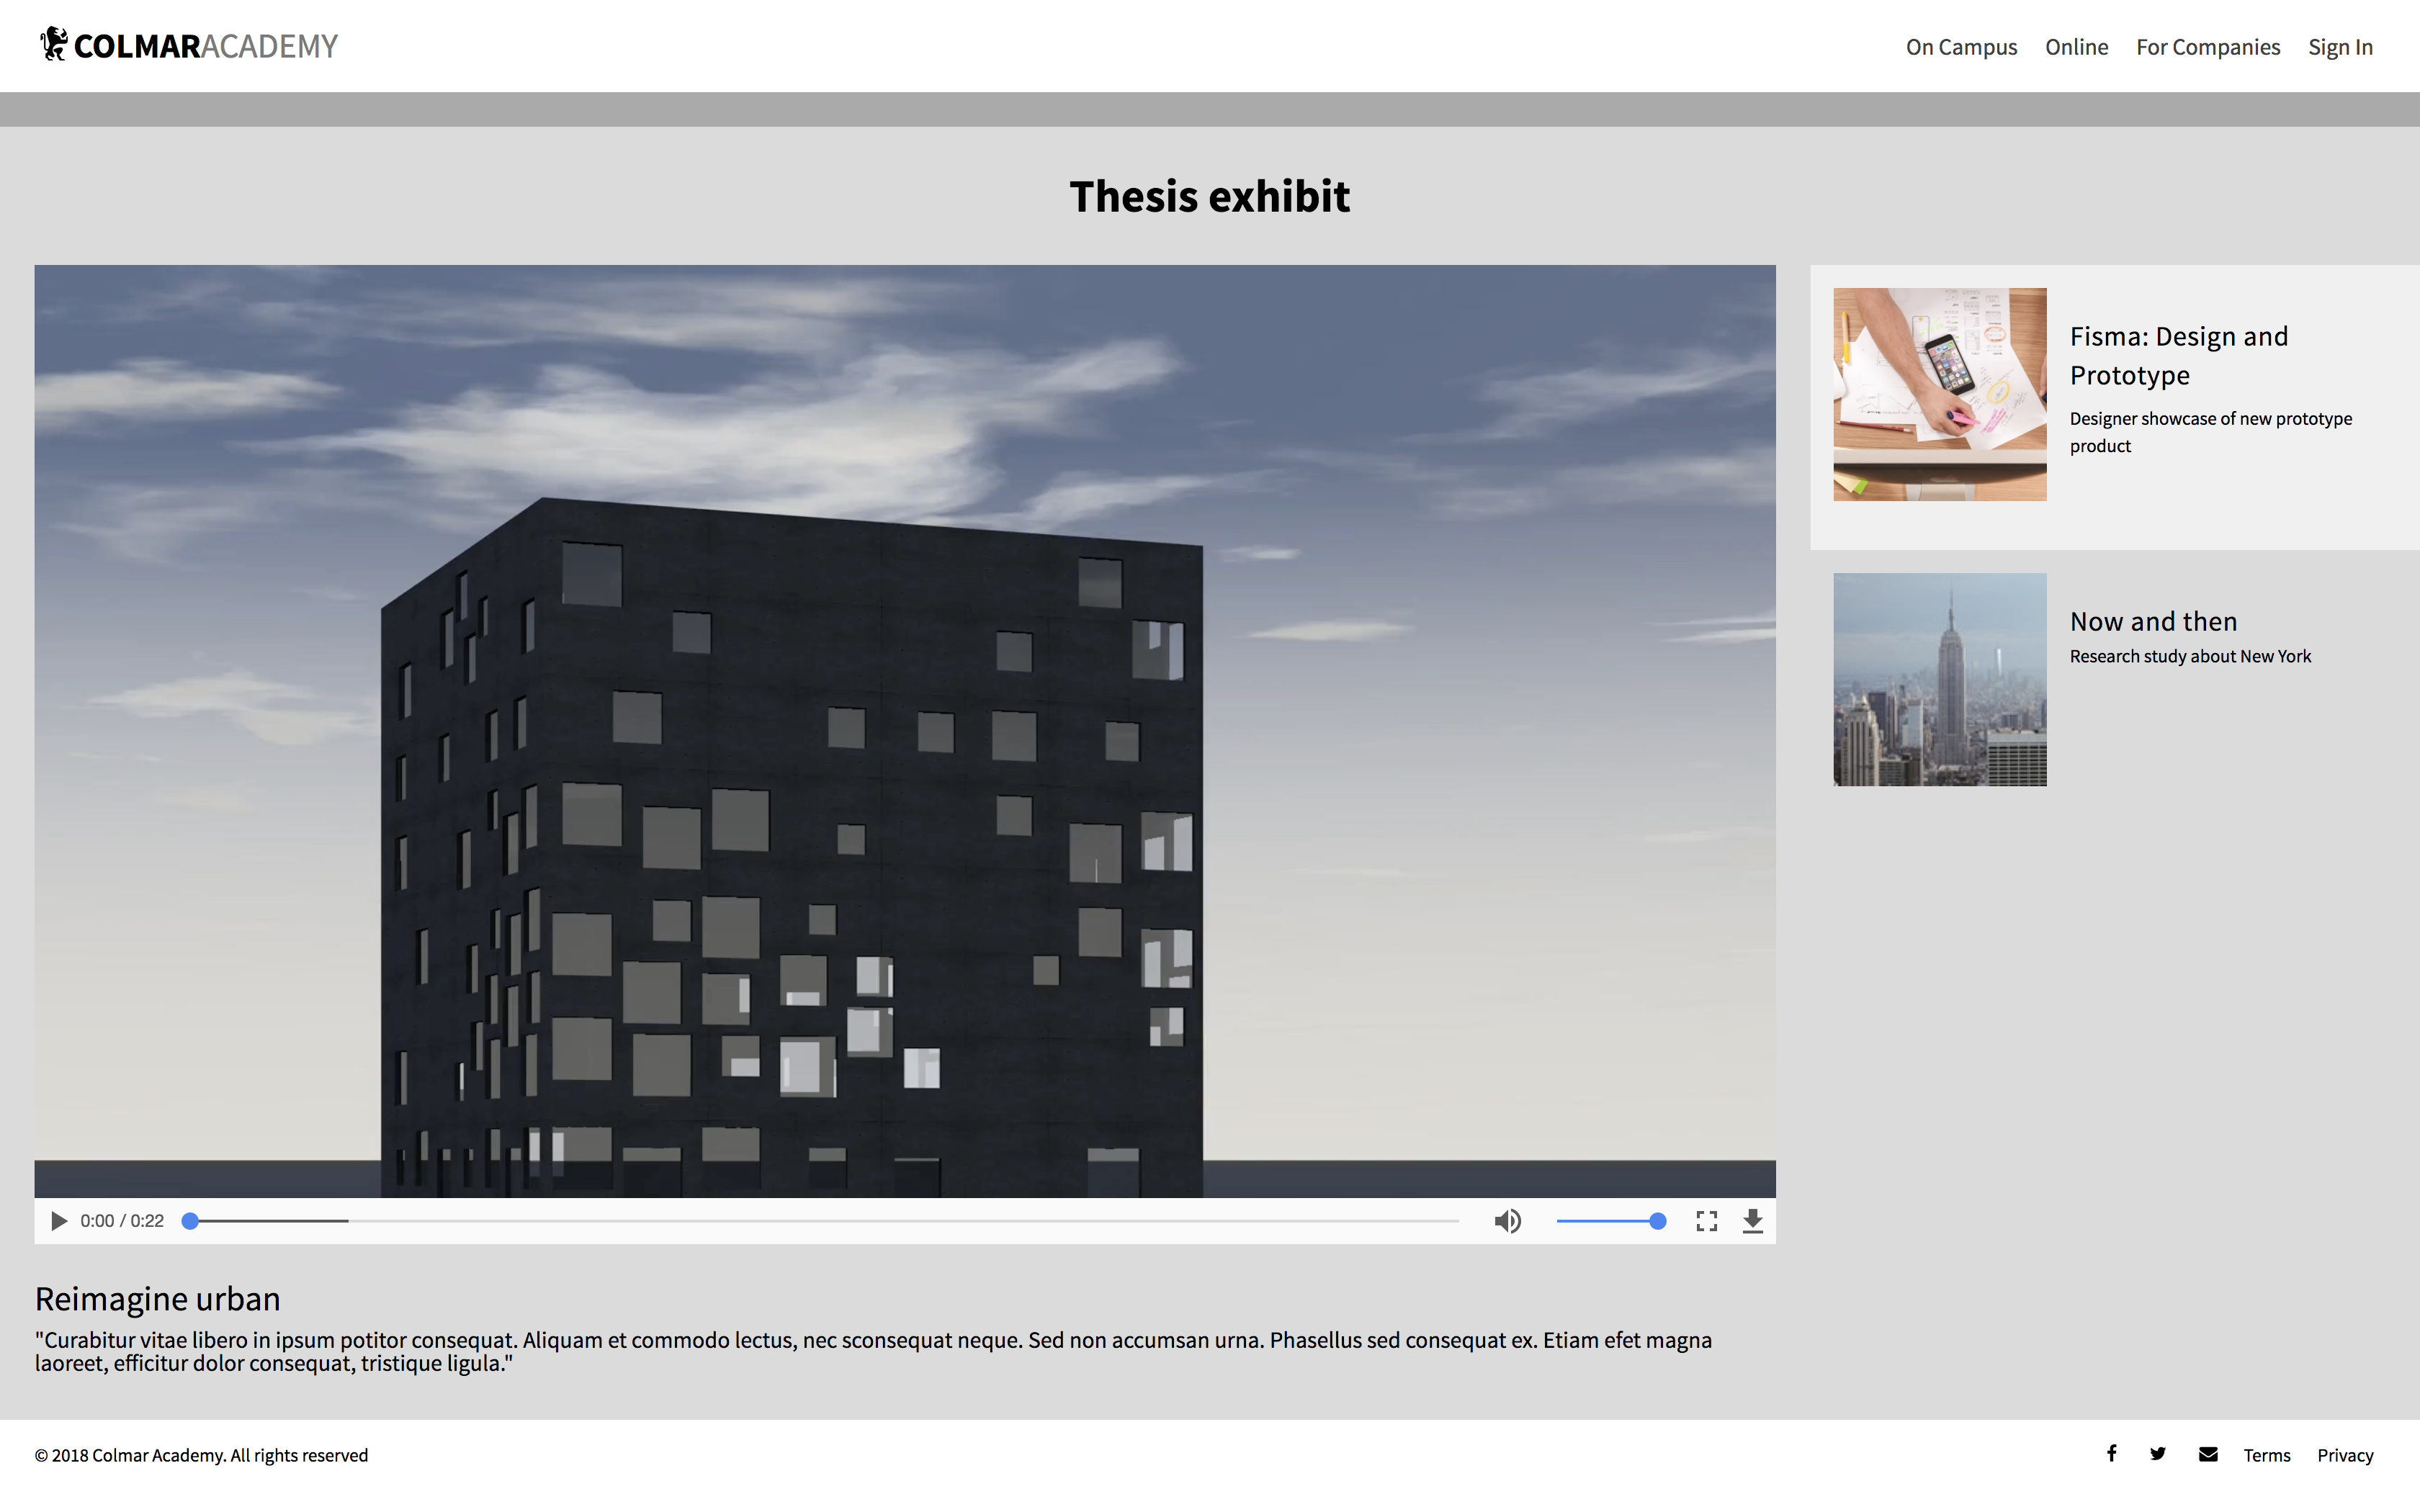 COLMARACADEMY
On Campus Online For Companies Sign In
Thesis exhibit
Fisma: Design and
Prototype
Designer showcase of new prototype
product
Now and then
Research study about New York
0:00 / 0:22
Reimagine urban
"Curabitur vitae libero in ipsum potitor consequat. Aliquam et commodo lectus, nec sconsequat neque. Sed non accumsan urna. Phasellus sed consequat ex. Etiam efet magna
laoreet, efficitur dolor consequat, tristique ligula."
© 2018 Colmar Academy. All rights reserved
Terms Privacy